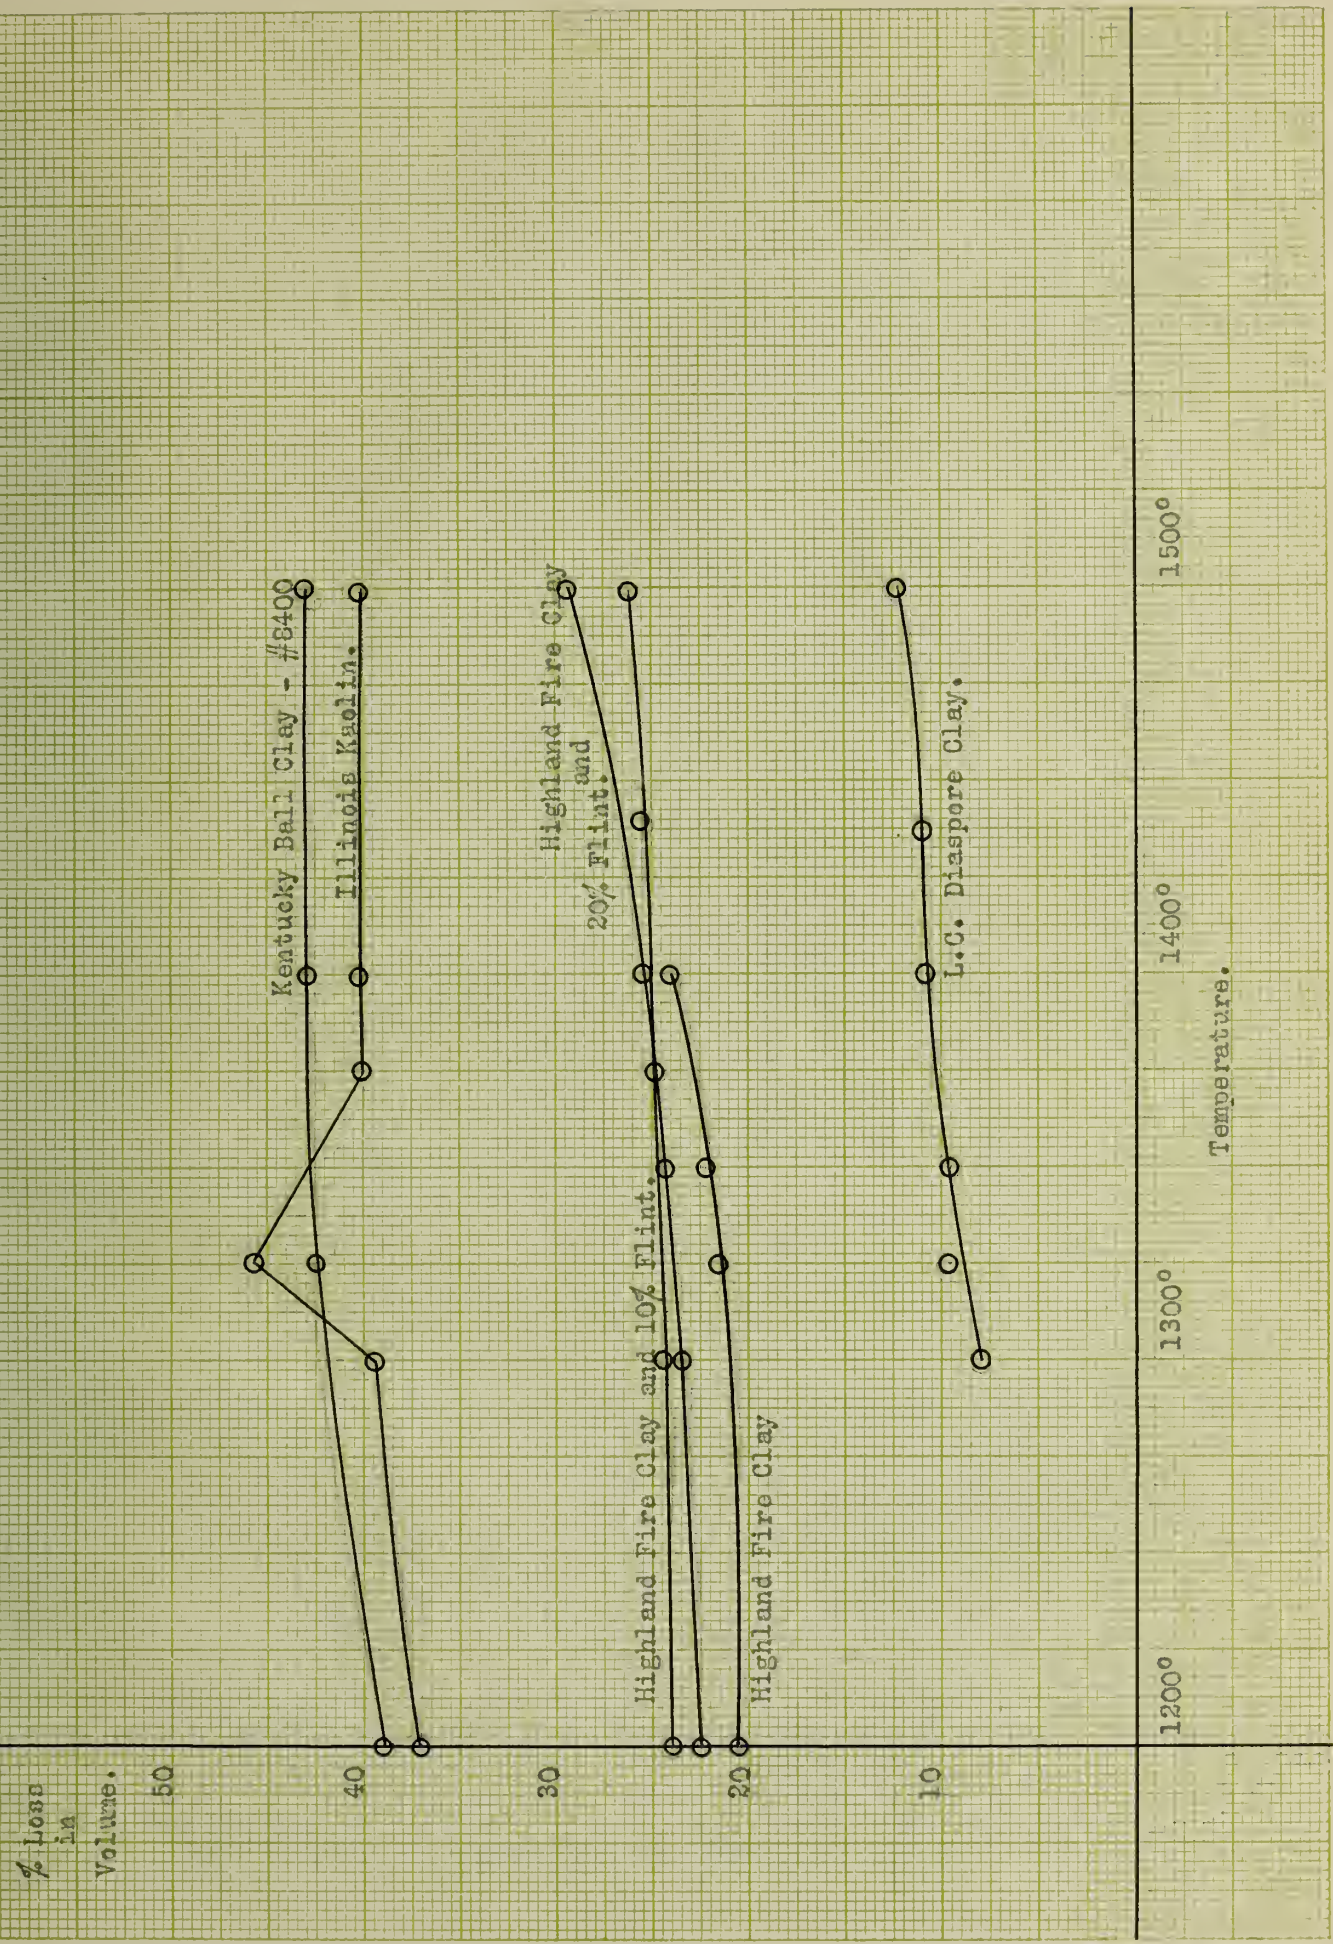 % Loss
in
Volume.
50
40
30
20
10
Kentucky Ball Clay - #8400
Illinois Kaolin.
Highland Fire Clay
and
20% Flint.
Highland Fire Clay and 10% Flint.
Highland Fire Clay
L.C. Diaspore Clay.
1200°
1300°
1400°
1500°
Temperature.